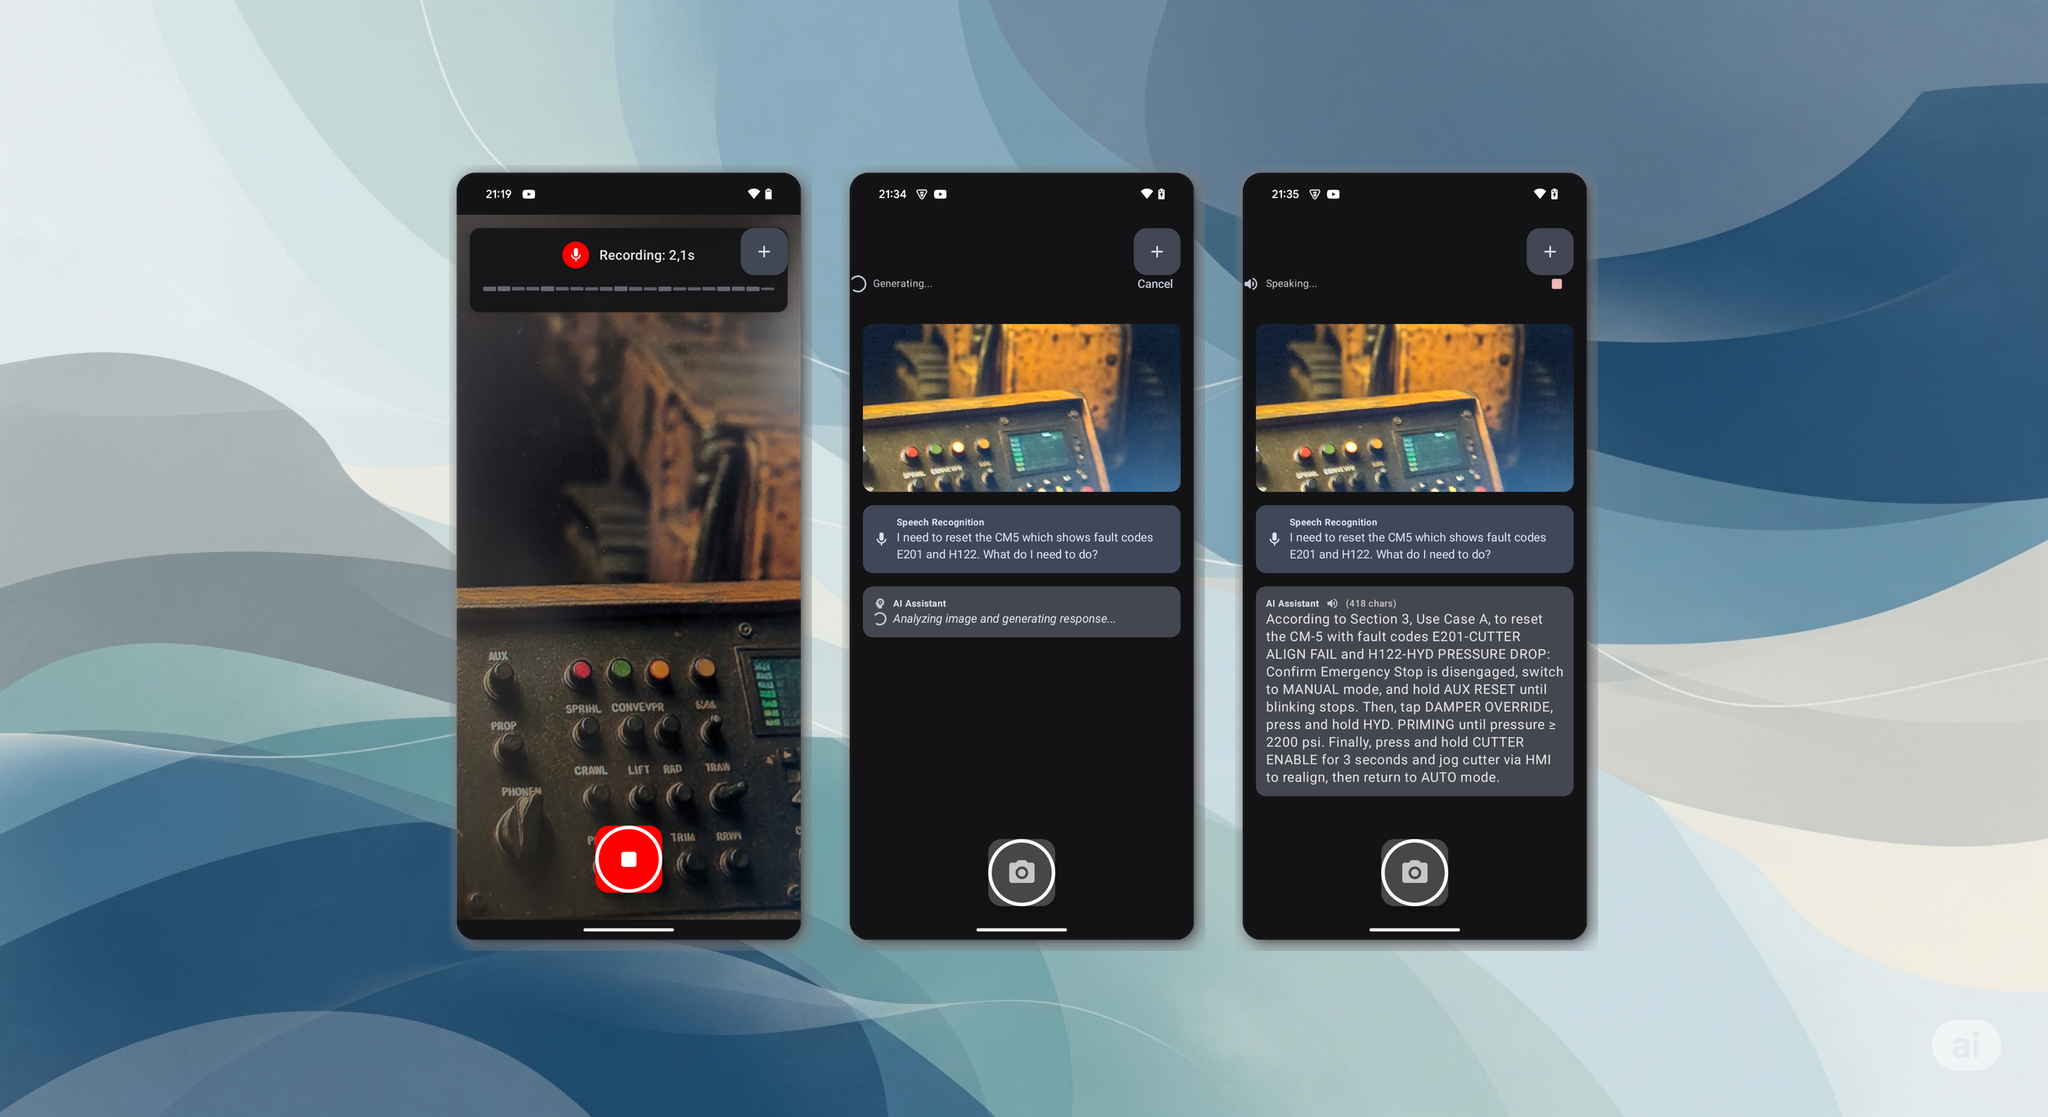 21:19
Recording: 2,1s
AUX
SPRIHL CONVEVPR
PROP
CRAWL LIFT RAD TRAW
PHONEM
TRIM RRWI
21:34
Generating...
Cancel
Speech Recognition
I need to reset the CM5 which shows fault codes
E201 and H122. What do I need to do?
AI Assistant
Analyzing image and generating response...
21:35
Speaking...
Speech Recognition
I need to reset the CM5 which shows fault codes
E201 and H122. What do I need to do?
AI Assistant (418 chars)
According to Section 3, Use Case A, to reset
the CM-5 with fault codes E201-CUTTER
ALIGN FAIL and H122-HYD PRESSURE DROP:
Confirm Emergency Stop is disengaged, switch
to MANUAL mode, and hold AUX RESET until
blinking stops. Then, tap DAMPER OVERRIDE,
press and hold HYD. PRIMING until pressure ≥
2200 psi. Finally, press and hold CUTTER
ENABLE for 3 seconds and jog cutter via HMI
to realign, then return to AUTO mode.
ai